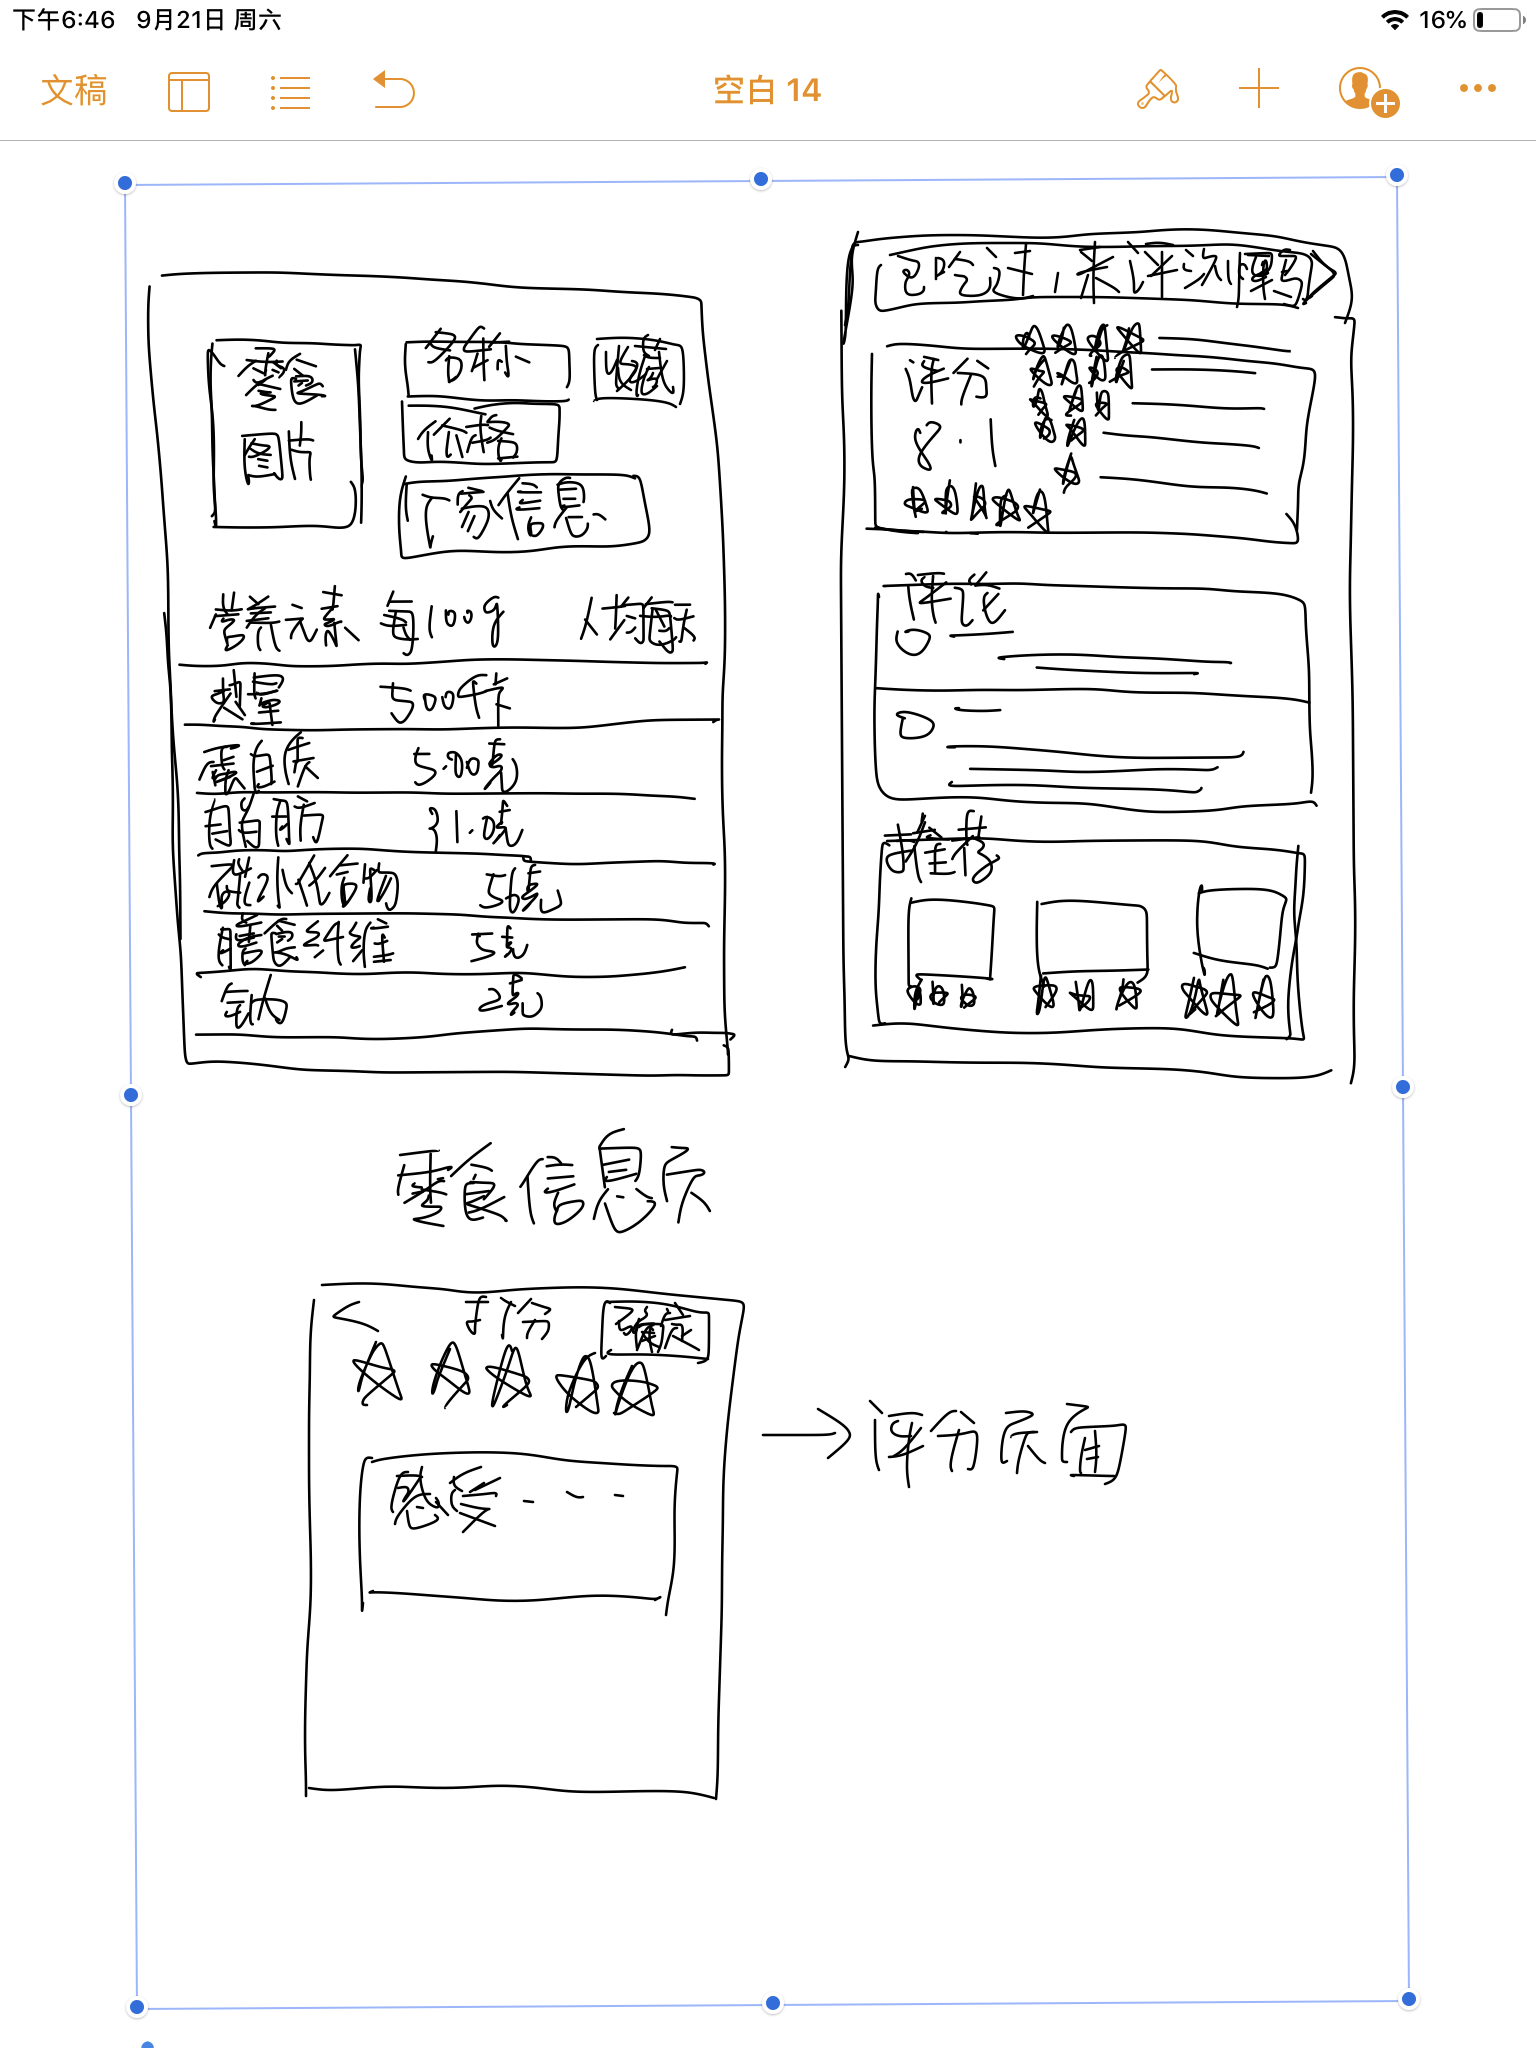 下午6:46 9月21日 周六
16%
文稿
空白 14
零食
图片
名称
收藏
价格
厂家信息
营养元素 每100g 人均每天
热量 500千卡
蛋白质 5.00克
脂肪 31.0克
碳水化合物 56克
膳食纤维 5克
钠 2克
已吃过,来评测
评分
8.1
评论
推荐
零食信息页
<
打分
确定
感受...
→评分页面